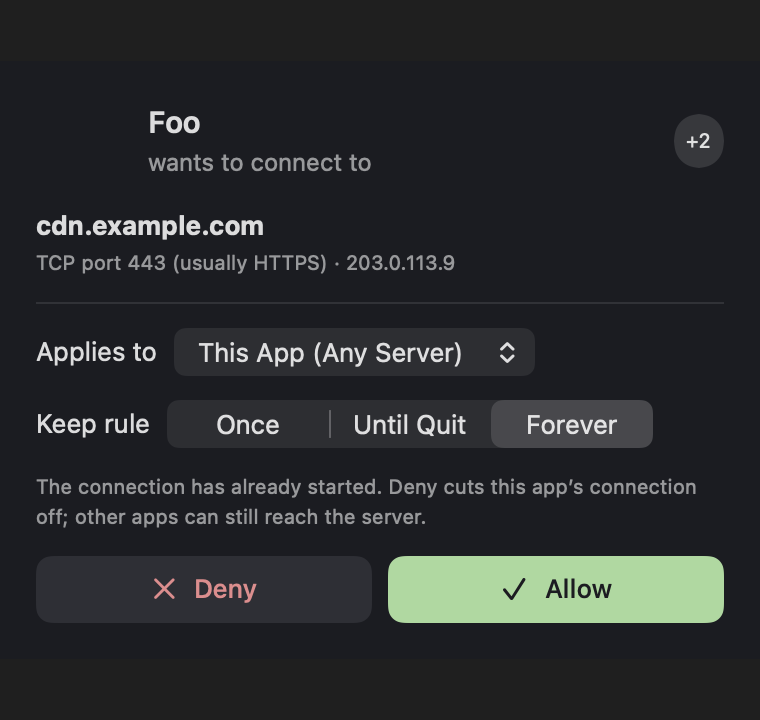 Foo
wants to connect to
+2
cdn.example.com
TCP port 443 (usually HTTPS) · 203.0.113.9
Applies to This App (Any Server)
Keep rule Once Until Quit Forever
The connection has already started. Deny cuts this app’s connection
off; other apps can still reach the server.
Deny Allow